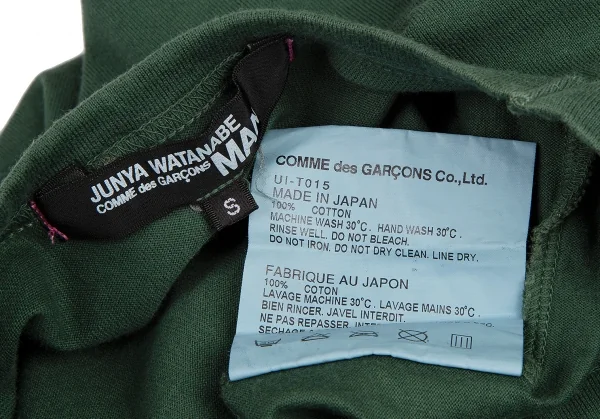 JUNYA WATANABE
COMME des GARÇONS
MAN
S
COMME des GARÇONS Co.,Ltd.
UI-T015
MADE IN JAPAN
100% COTTON
MACHINE WASH 30°C. HAND WASH 30°C.
RINSE WELL. DO NOT BLEACH.
DO NOT IRON. DO NOT DRY CLEAN. LINE DRY.
FABRIQUE AU JAPON
100% COTON
LAVAGE MACHINE 30°C. LAVAGE MAINS 30°C.
BIEN RINCER. JAVEL INTERDIT.
NE PAS REPASSER.
SECHAGE